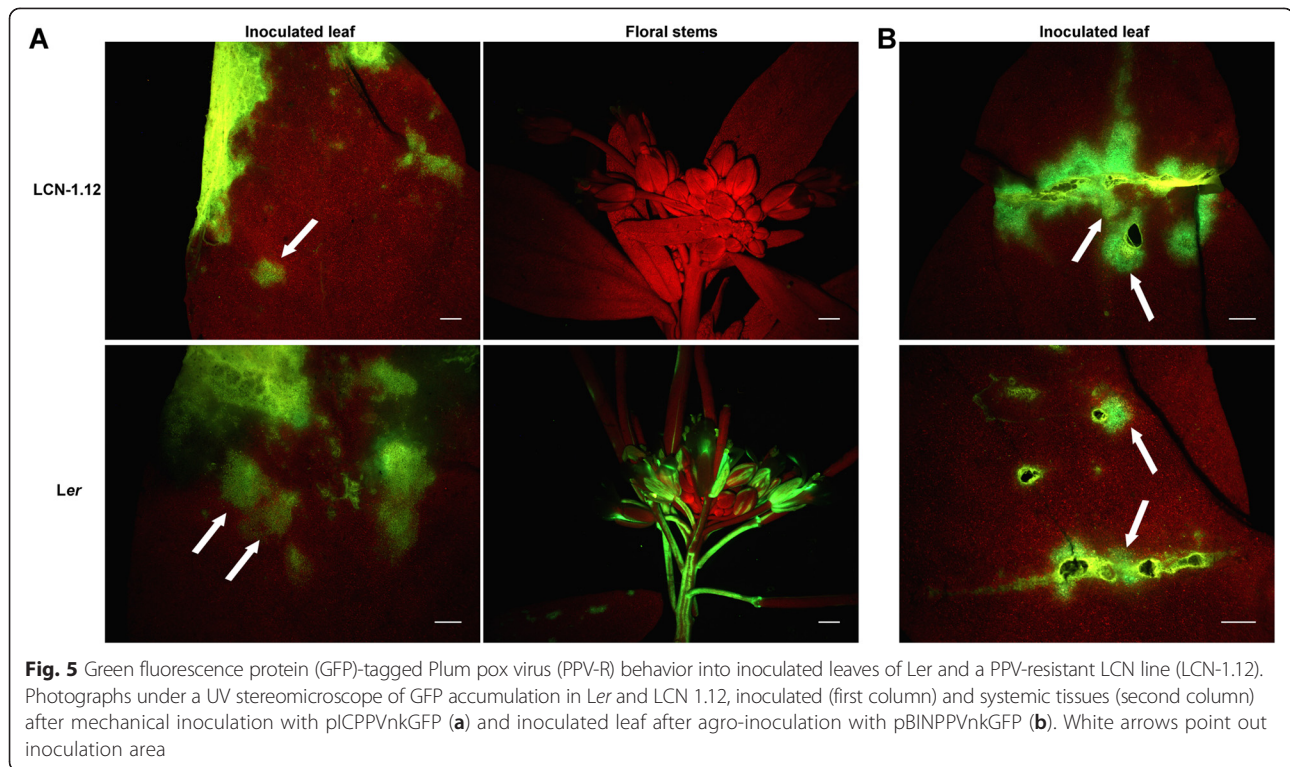 A
Inoculated leaf
Floral stems
B
Inoculated leaf
LCN-1.12
Ler
Fig. 5 Green fluorescence protein (GFP)-tagged Plum pox virus (PPV-R) behavior into inoculated leaves of Ler and a PPV-resistant LCN line (LCN-1.12).
Photographs under a UV stereomicroscope of GFP accumulation in Ler and LCN 1.12, inoculated (first column) and systemic tissues (second column)
after mechanical inoculation with pICPPVnkGFP (a) and inoculated leaf after agro-inoculation with pBINPPVnkGFP (b). White arrows point out
inoculation area